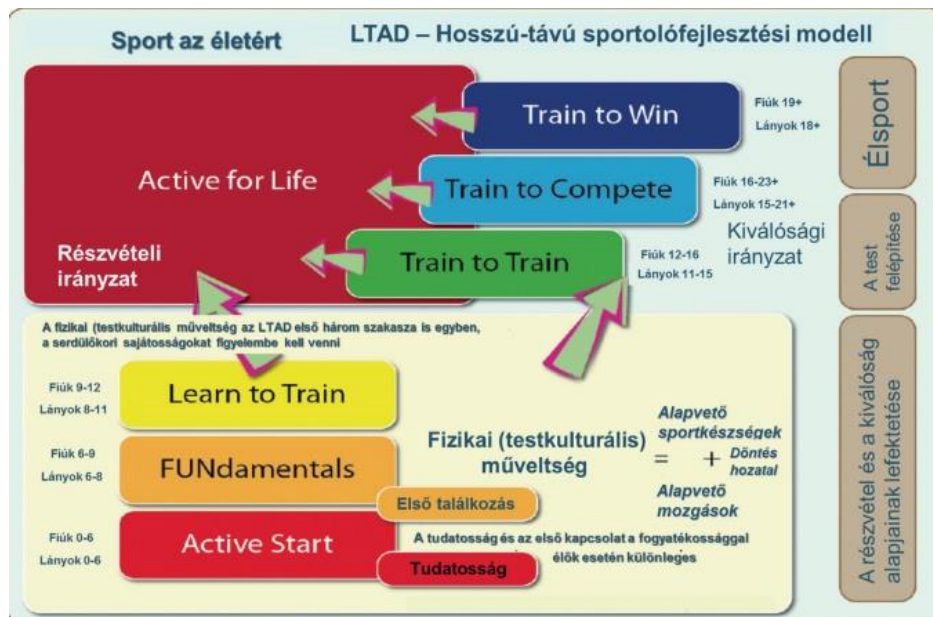 Sport az életért
LTAD – Hosszú-távú sportolófejlesztési modell
Train to Win
Fiúk 19+
Lányok 18+
Élsport
Active for Life
Train to Compete
Fiúk 16-23+
Lányok 15-21+
Kiválósági
irányzat
Részvételi
irányzat
Train to Train
Fiúk 12-16
Lányok 11-15
A test
felépítése
A fizikai (testkulturális műveltség az LTAD első három szakasza is egyben,
a serdülőkori sajátosságokat figyelembe kell venni
Fiúk 9-12
Lányok 8-11
Learn to Train
Fiúk 6-9
Lányok 6-8
FUNdamentals
Első találkozás
Fizikai (testkulturális)
műveltség
=
Alapvető
sportkészségek
+ Döntés
hozatal
Alapvető
mozgások
Fiúk 0-6
Lányok 0-6
Active Start
Tudatosság
A tudatosság és az első kapcsolat a fogyatékossággal
élők esetén különleges
A részvétel és a kiválóság
alapjainak lefektetése